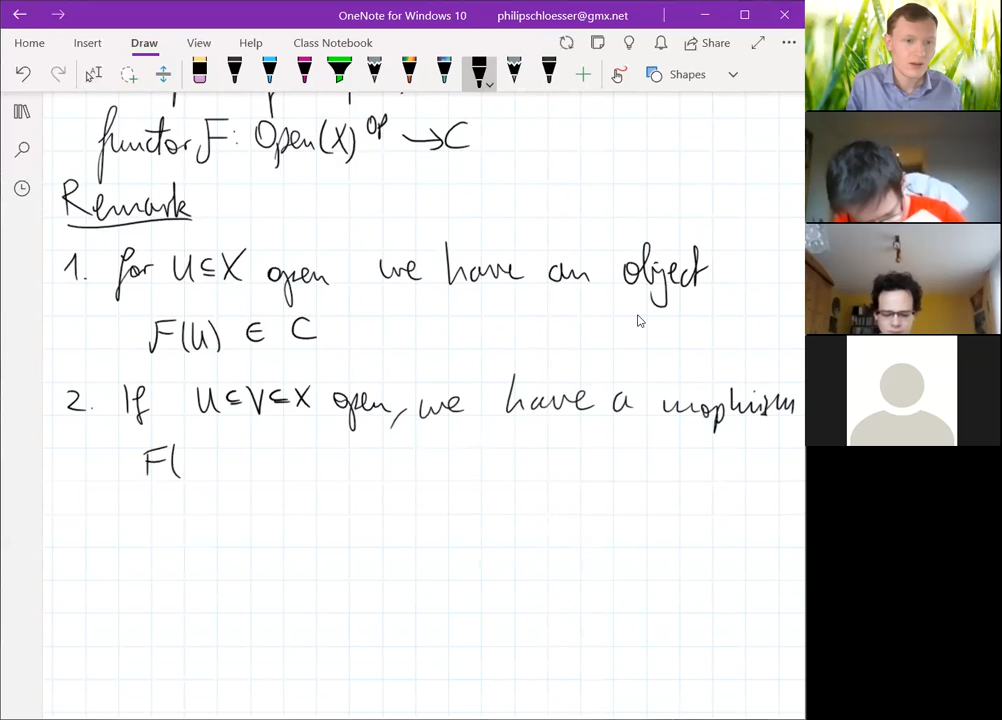 OneNote for Windows 10
philipschloesser@gmx.net
Home Insert Draw View Help Class Notebook Share
Shapes
functor F: Open(X)^op → C
Remark
1. for U ⊆ X open we have an object
F(U) ∈ C
2. If U ⊆ V ⊆ X open, we have a mophism
F(